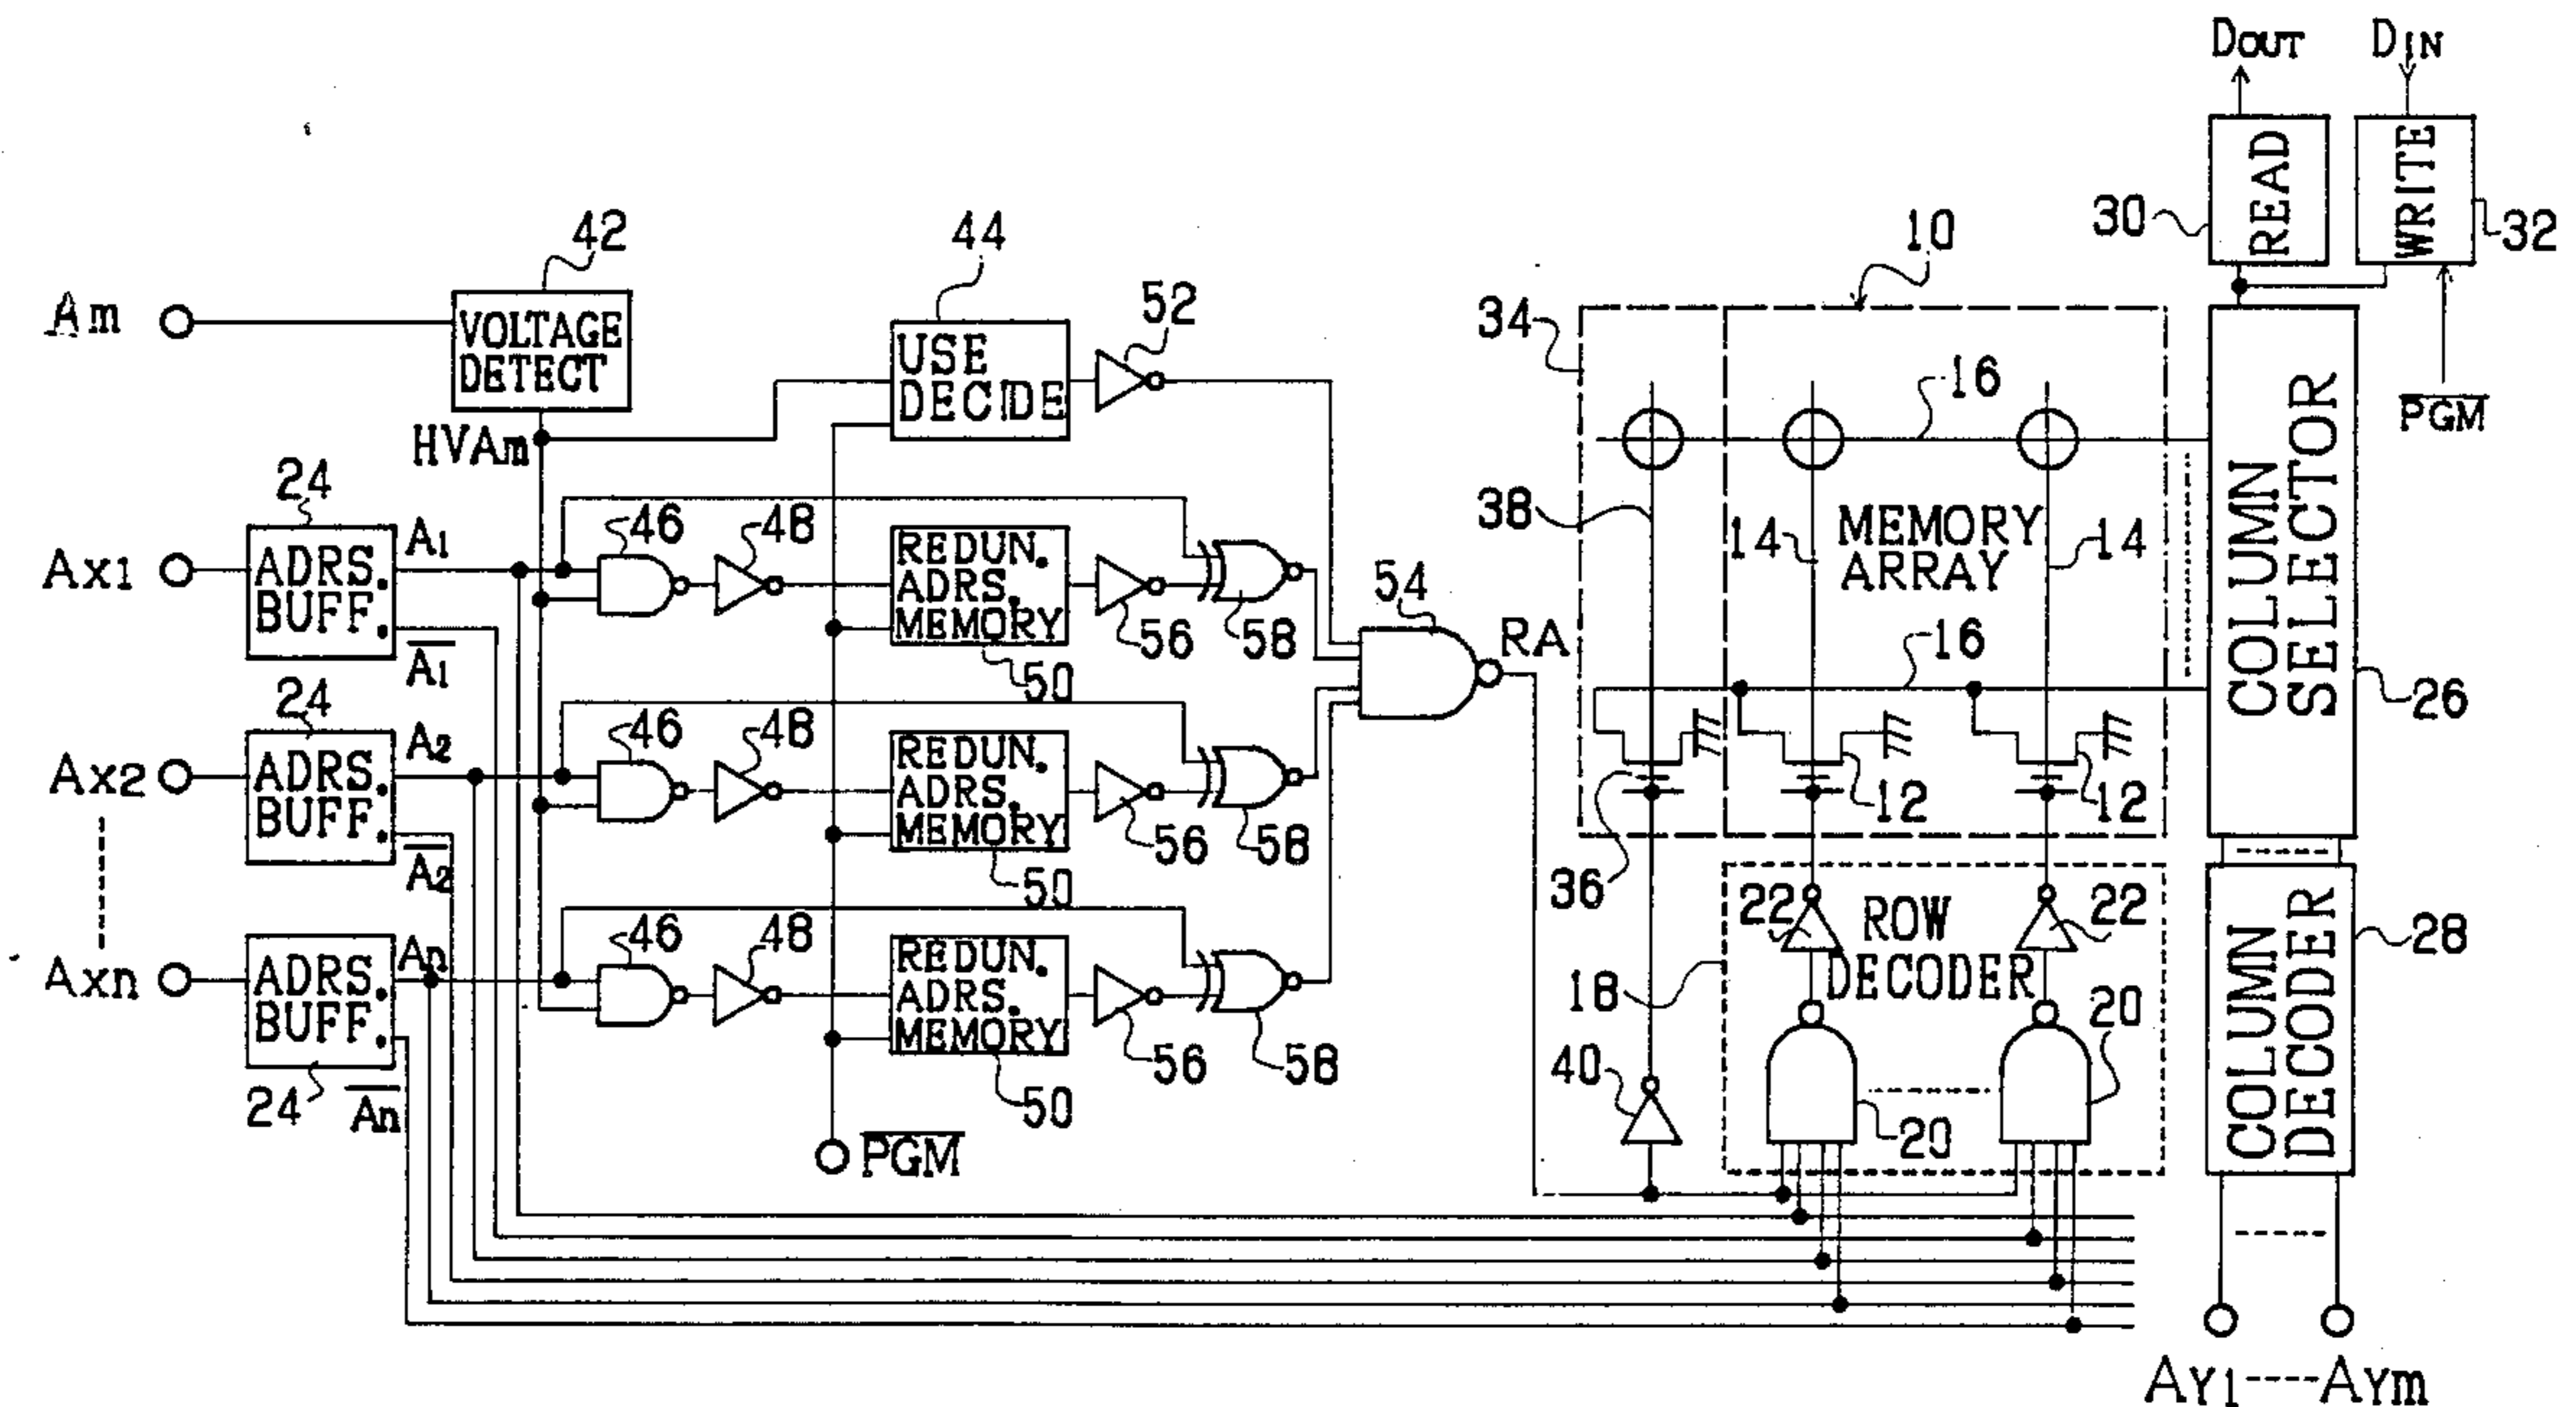 DOUT DIN
READ
WRITE
30
32
PGM
42
44
52
10
34
Am
VOLTAGE
DETECT
USE
DECIDE
HVAm
16
24
Ax1
ADRS.
BUFF.
A1
A1
46
48
REDUN.
ADRS.
MEMORY
50
56
58
54
RA
38
14
MEMORY
ARRAY
14
16
COLUMN
SELECTOR
26
24
Ax2
ADRS.
BUFF.
A2
A2
46
48
REDUN.
ADRS.
MEMORY
50
56
58
36
12
12
Axn
ADRS.
BUFF.
An
An
24
46
48
REDUN.
ADRS.
MEMORY
50
56
58
PGM
22
ROW
DECODER
22
18
40
20
20
COLUMN
DECODER
28
AY1 ---- AYm